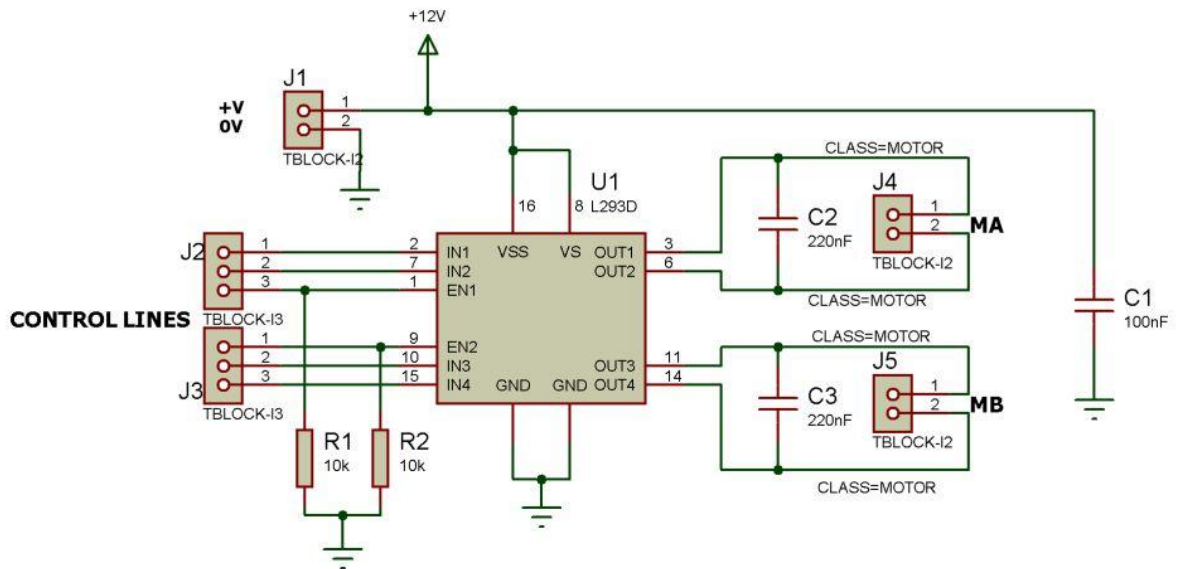 +12V
J1
+V
0V
1
2
TBLOCK-I2
U1
L293D
16
8
CLASS=MOTOR
J2
1
2
3
2
7
1
IN1
IN2
EN1
VSS
VS
OUT1
OUT2
3
6
C2
220nF
J4
1
2
MA
TBLOCK-I2
CLASS=MOTOR
TBLOCK-I3
CONTROL LINES
C1
100nF
CLASS=MOTOR
J3
1
2
3
TBLOCK-I3
9
10
15
EN2
IN3
IN4
GND
GND
OUT3
OUT4
11
14
C3
220nF
J5
1
2
MB
TBLOCK-I2
R1
10k
R2
10k
CLASS=MOTOR